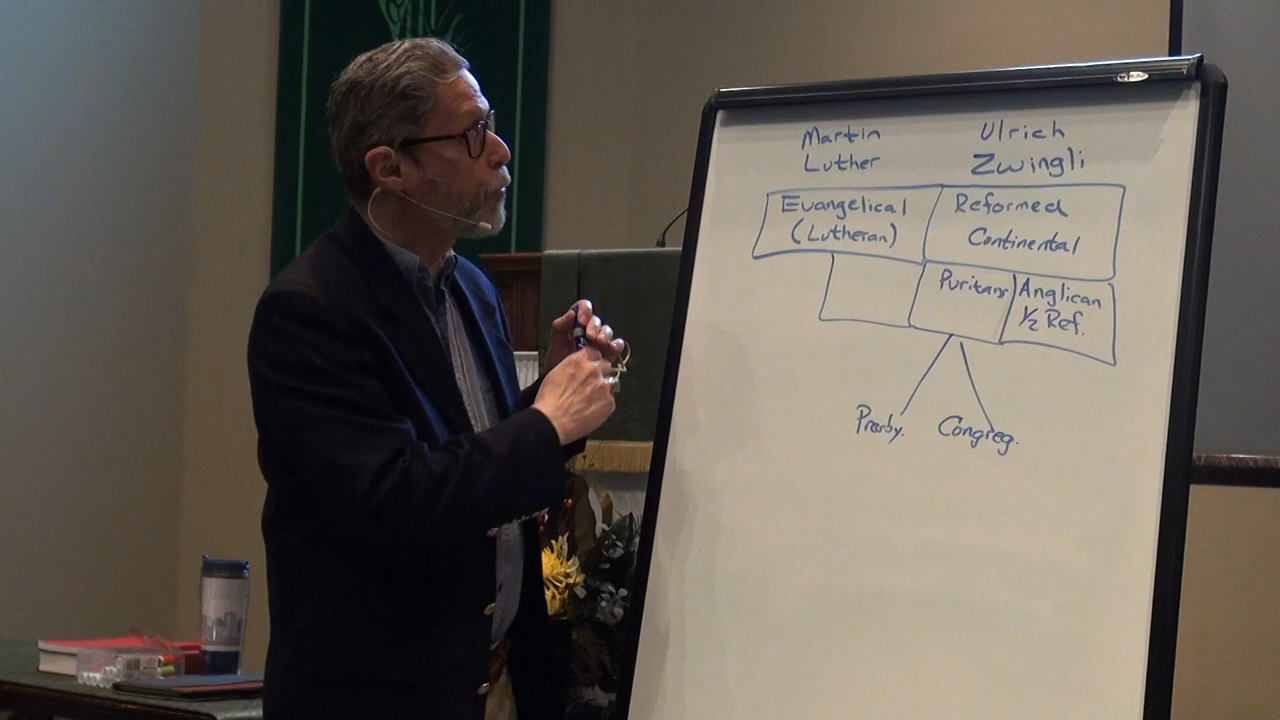 Martin
Luther
Ulrich
Zwingli
Evangelical
(Lutheran)
Reformed
Continental
Puritans
Anglican
1/2 Ref.
Presby.
Congreg.